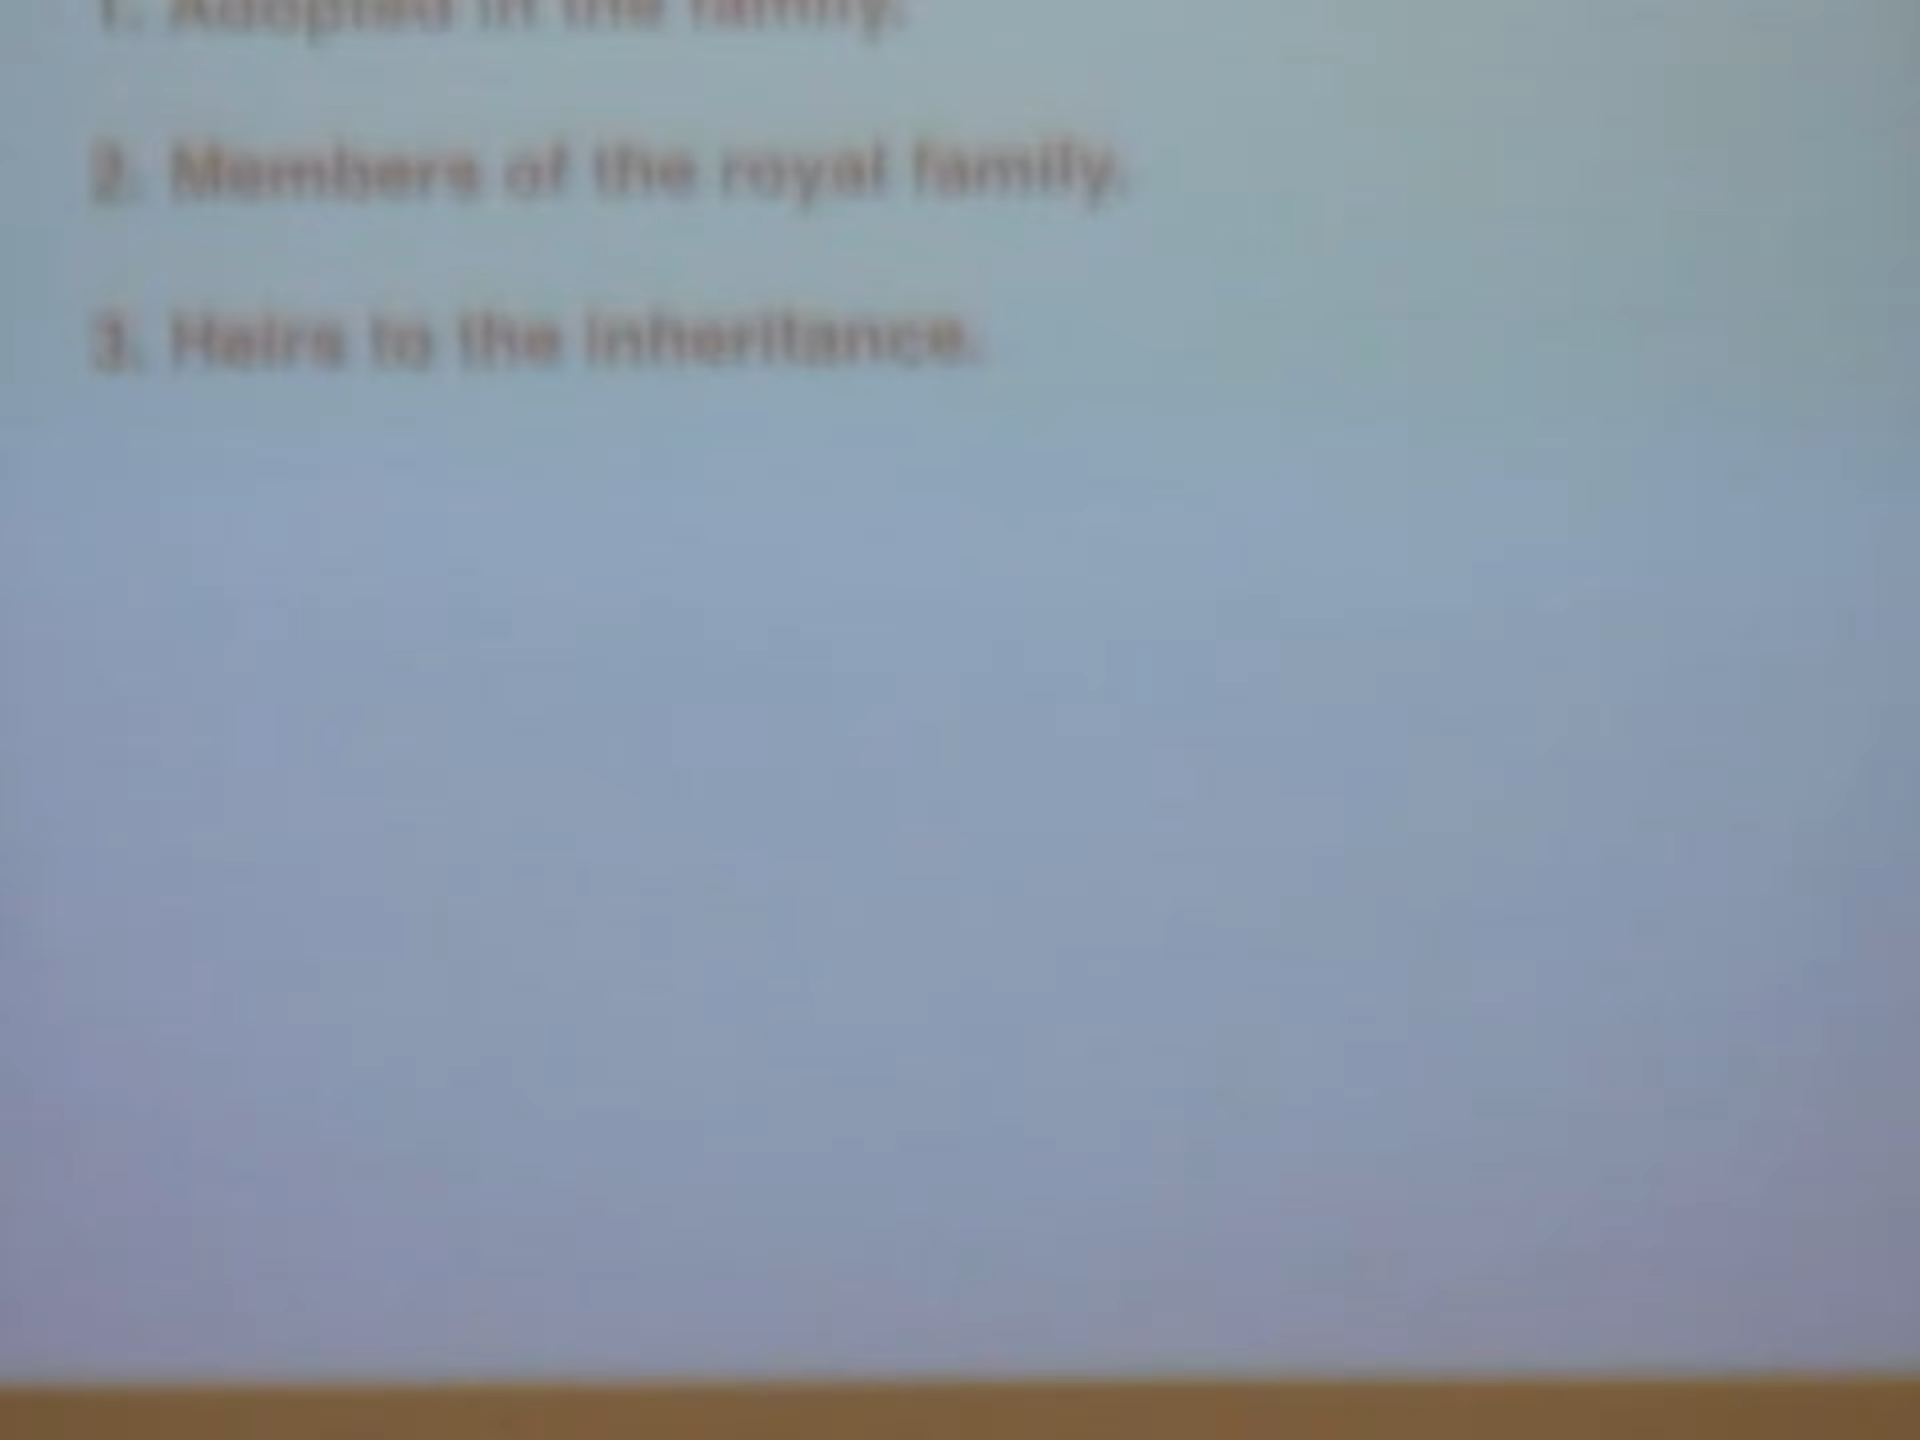 1. Adopted in the family.
2. Members of the royal family.
3. Heirs to the inheritance.